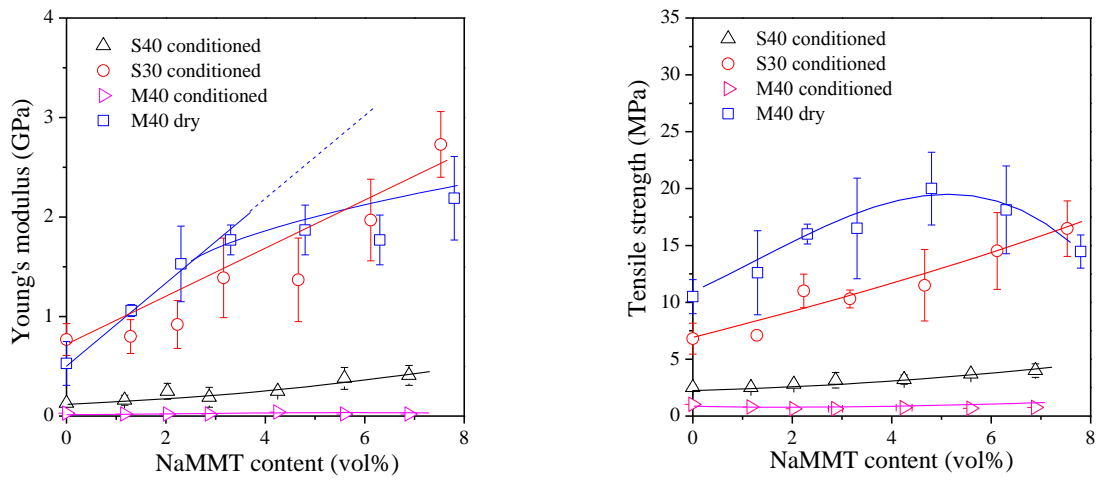 4
3
2
1
0
Young's modulus (GPa)
S40 conditioned
S30 conditioned
M40 conditioned
M40 dry
0 2 4 6 8
NaMMT content (vol%)
35
30
25
20
15
10
5
0
Tensile strength (MPa)
S40 conditioned
S30 conditioned
M40 conditioned
M40 dry
0 2 4 6 8
NaMMT content (vol%)